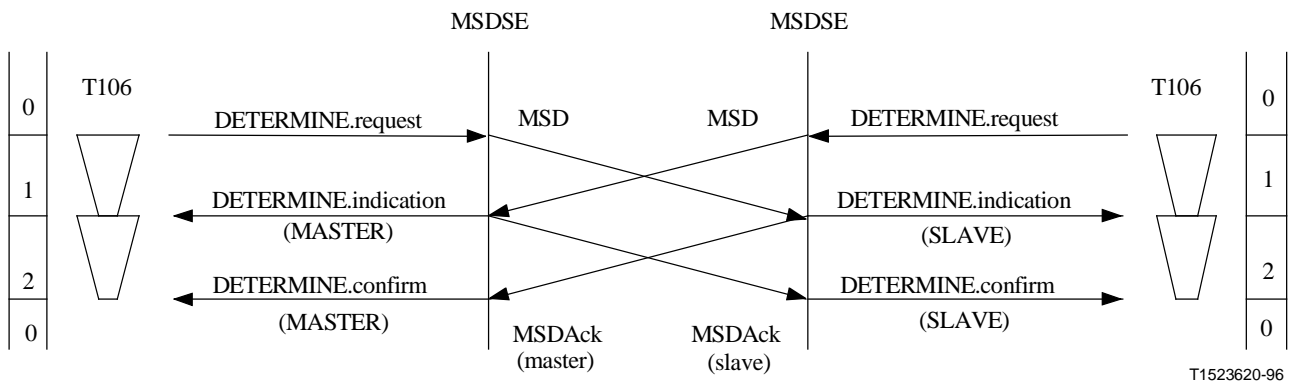 MSDSE MSDSE
T106 T106
0 0
DETERMINE.request MSD MSD DETERMINE.request
1 1
DETERMINE.indication DETERMINE.indication
(MASTER) (SLAVE)
2 2
DETERMINE.confirm DETERMINE.confirm
(MASTER) (SLAVE)
0 0
MSDAck MSDAck
(master) (slave)
T1523620-96